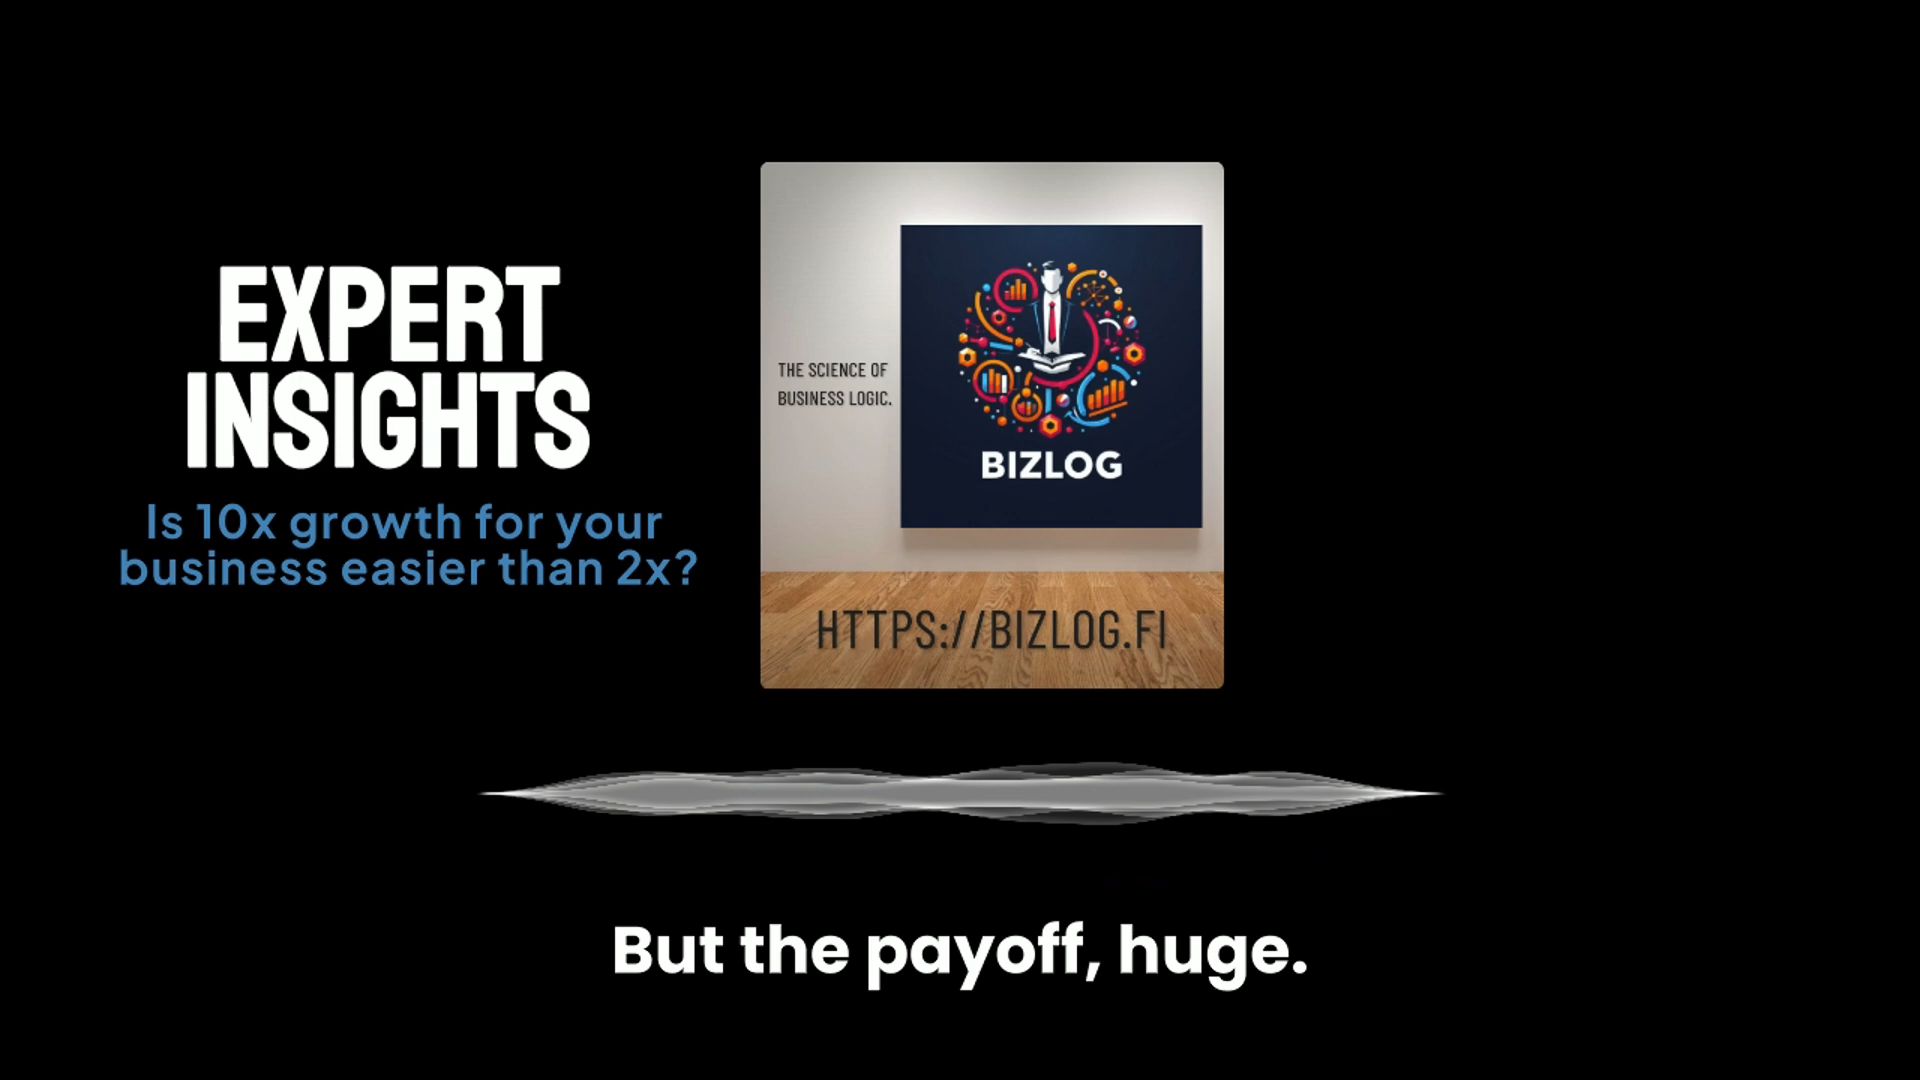 EXPERT
INSIGHTS
Is 10x growth for your
business easier than 2x?
THE SCIENCE OF
BUSINESS LOGIC.
BIZLOG
HTTPS://BIZLOG.FI
But the payoff, huge.